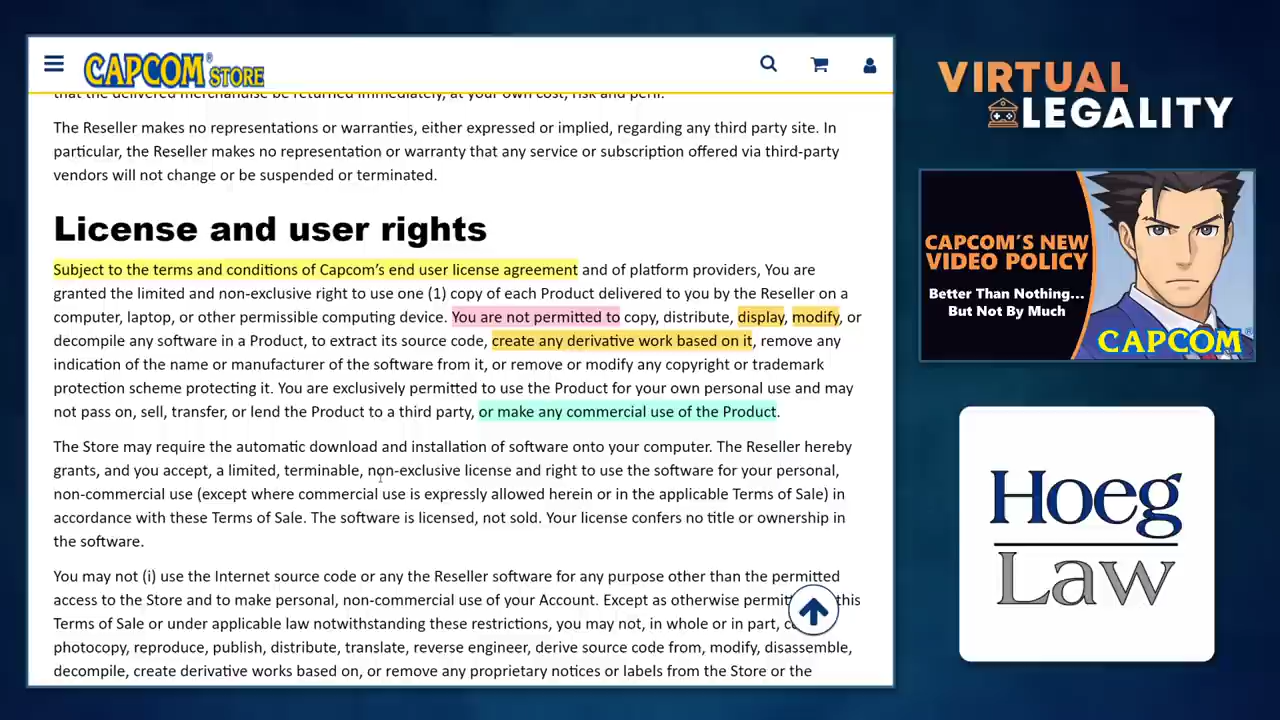 CAPCOM STORE
that the delivered merchandise be returned immediately, at your own cost, risk and peril.
The Reseller makes no representations or warranties, either expressed or implied, regarding any third party site. In
particular, the Reseller makes no representation or warranty that any service or subscription offered via third-party
vendors will not change or be suspended or terminated.
License and user rights
Subject to the terms and conditions of Capcom's end user license agreement and of platform providers, You are
granted the limited and non-exclusive right to use one (1) copy of each Product delivered to you by the Reseller on a
computer, laptop, or other permissible computing device. You are not permitted to copy, distribute, display, modify, or
decompile any software in a Product, to extract its source code, create any derivative work based on it, remove any
indication of the name or manufacturer of the software from it, or remove or modify any copyright or trademark
protection scheme protecting it. You are exclusively permitted to use the Product for your own personal use and may
not pass on, sell, transfer, or lend the Product to a third party, or make any commercial use of the Product.
The Store may require the automatic download and installation of software onto your computer. The Reseller hereby
grants, and you accept, a limited, terminable, non-exclusive license and right to use the software for your personal,
non-commercial use (except where commercial use is expressly allowed herein or in the applicable Terms of Sale) in
accordance with these Terms of Sale. The software is licensed, not sold. Your license confers no title or ownership in
the software.
You may not (i) use the Internet source code or any the Reseller software for any purpose other than the permitted
access to the Store and to make personal, non-commercial use of your Account. Except as otherwise this
Terms of Sale or under applicable law notwithstanding these restrictions, you may not, in whole or in part,
photocopy, reproduce, publish, distribute, translate, reverse engineer, derive source code from, modify, disassemble,
decompile, create derivative works based on, or remove any proprietary notices or labels from the Store or the
VIRTUAL
LEGALITY
CAPCOM'S NEW
VIDEO POLICY
Better Than Nothing...
But Not By Much
CAPCOM
Hoeg
Law